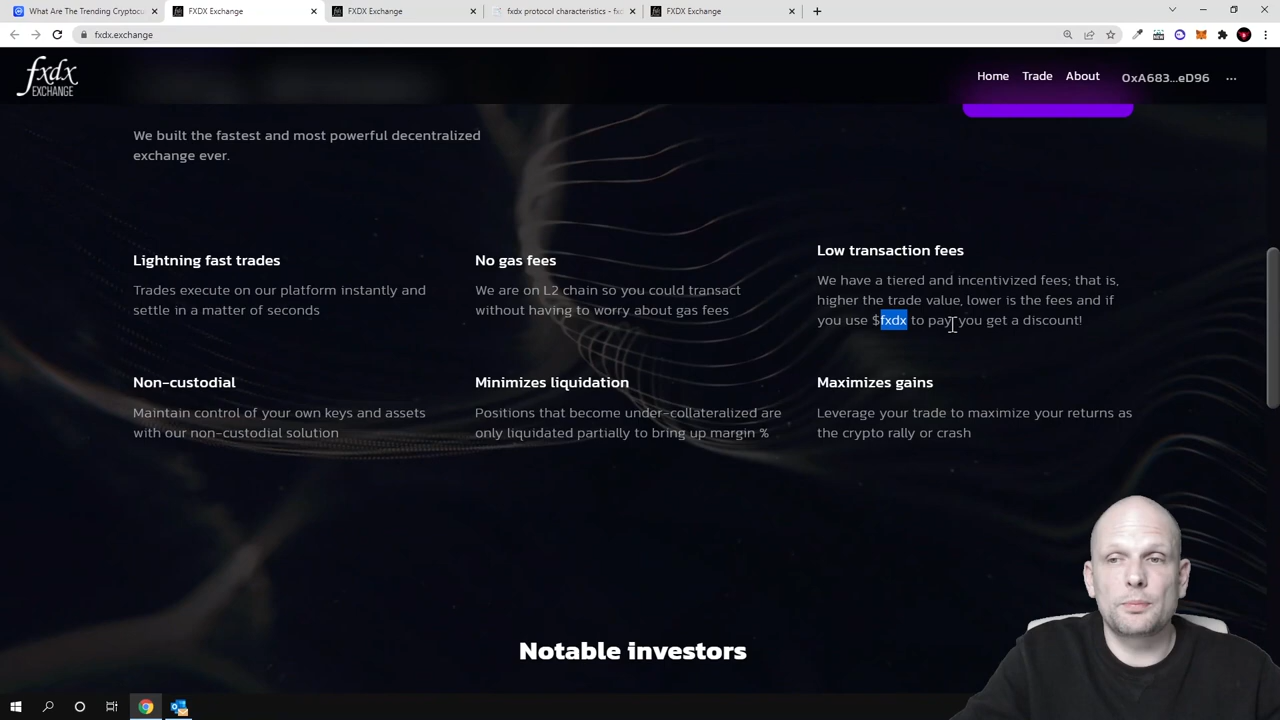 What Are The Trending Cryptocu
FXDX Exchange
FXDX Exchange
fxdx protocol characteristics - fxd
FXDX Exchange
fxdx.exchange
fxdx
EXCHANGE
Home
Trade
About
0xA683...eD96
We built the fastest and most powerful decentralized
exchange ever.
Lightning fast trades
Trades execute on our platform instantly and
settle in a matter of seconds
No gas fees
We are on L2 chain so you could transact
without having to worry about gas fees
Low transaction fees
We have a tiered and incentivized fees; that is,
higher the trade value, lower is the fees and if
you use $fxdx to pay, you get a discount!
Non-custodial
Maintain control of your own keys and assets
with our non-custodial solution
Minimizes liquidation
Positions that become under-collateralized are
only liquidated partially to bring up margin %
Maximizes gains
Leverage your trade to maximize your returns as
the crypto rally or crash
Notable investors